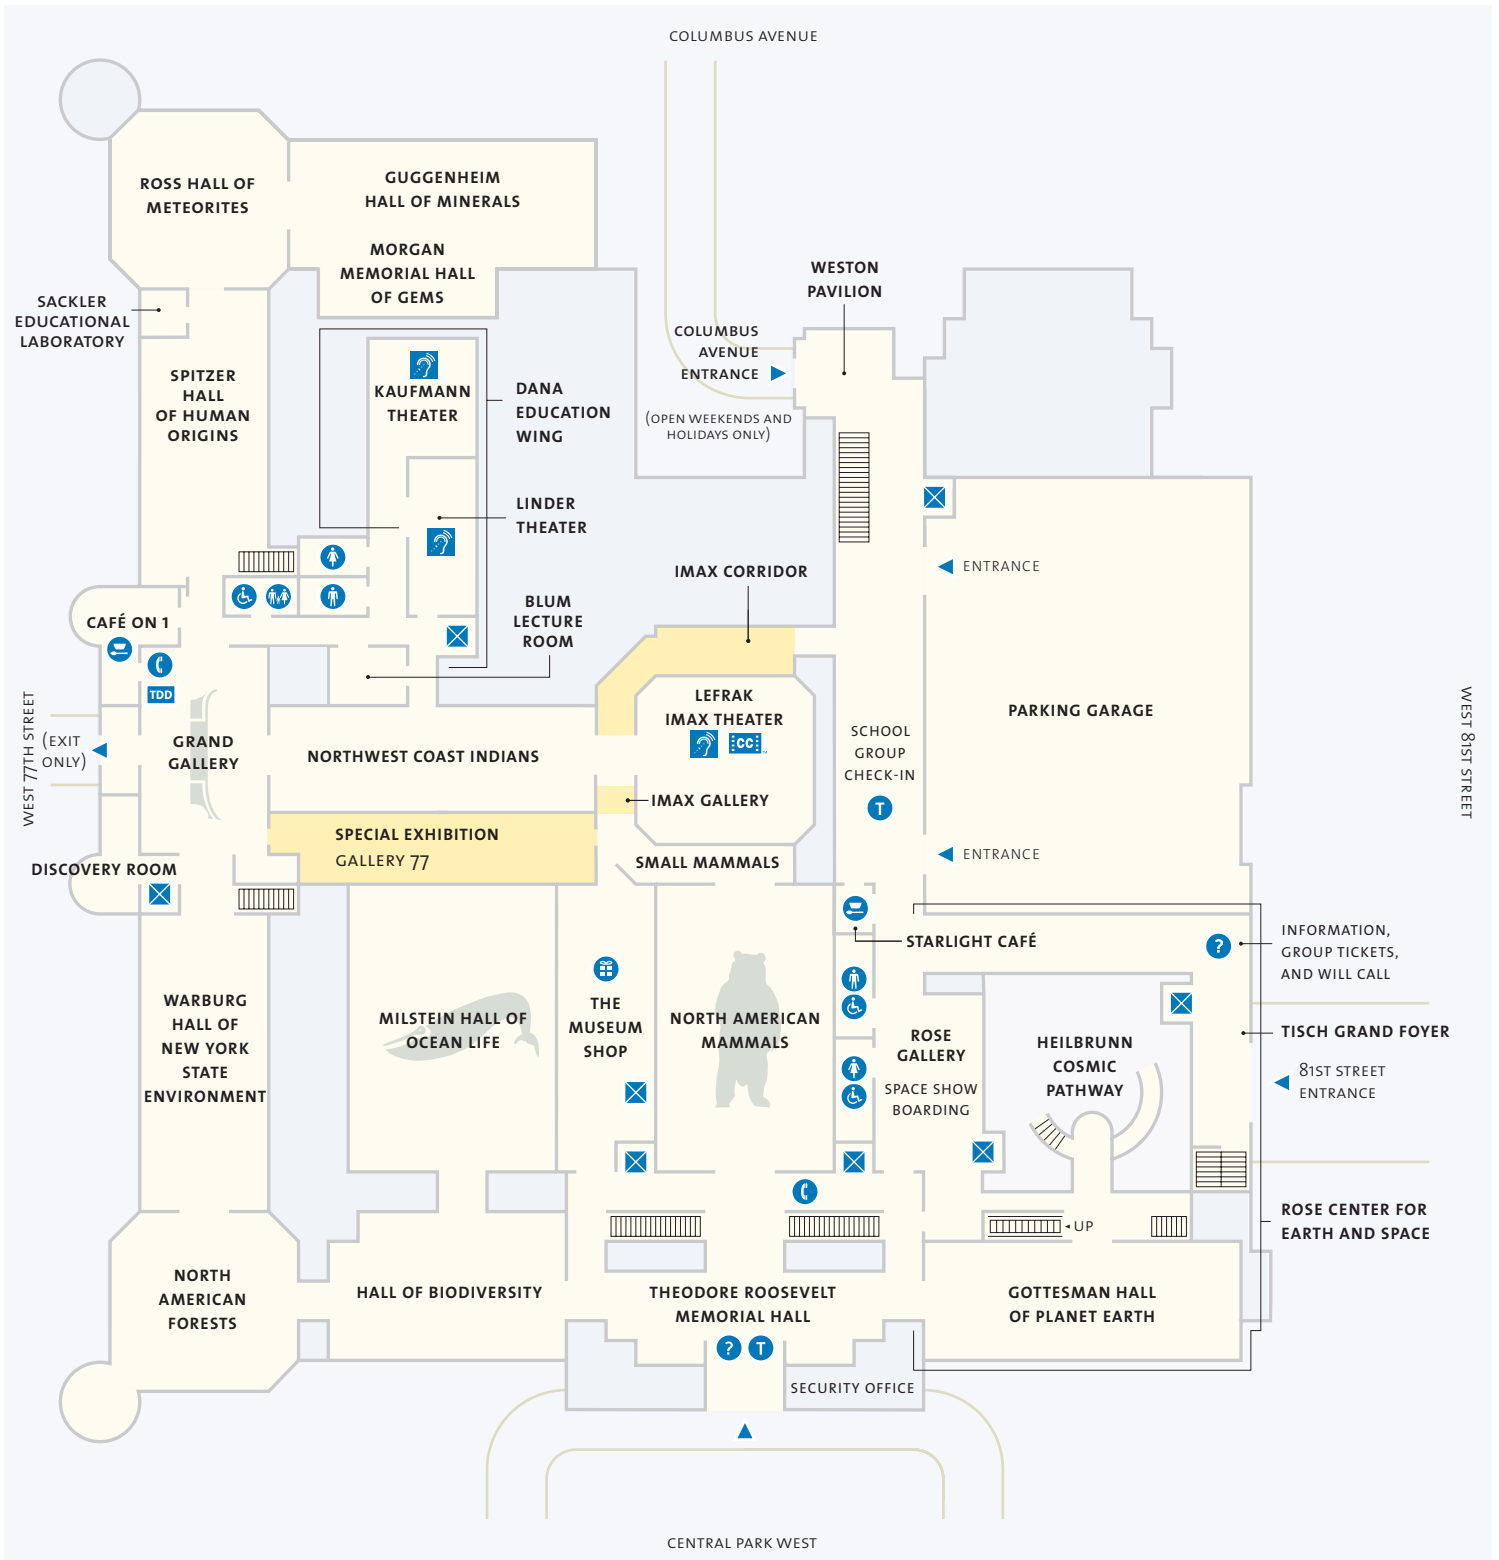 COLUMBUS AVENUE
ROSS HALL OF
METEORITES
GUGGENHEIM
HALL OF MINERALS
MORGAN
MEMORIAL HALL
OF GEMS
WESTON
PAVILION
SACKLER
EDUCATIONAL
LABORATORY
COLUMBUS
AVENUE
ENTRANCE
(OPEN WEEKENDS AND
HOLIDAYS ONLY)
SPITZER
HALL
OF HUMAN
ORIGINS
KAUFMANN
THEATER
DANA
EDUCATION
WING
LINDER
THEATER
IMAX CORRIDOR
ENTRANCE
BLUM
LECTURE
ROOM
CAFÉ ON 1
TDD
LEFRAK
IMAX THEATER
CC
WEST 77TH STREET
(EXIT
ONLY)
GRAND
GALLERY
NORTHWEST COAST INDIANS
SCHOOL
GROUP
CHECK-IN
T
PARKING GARAGE
WEST 81ST STREET
IMAX GALLERY
SPECIAL EXHIBITION
GALLERY 77
SMALL MAMMALS
ENTRANCE
DISCOVERY ROOM
STARLIGHT CAFÉ
?
INFORMATION,
GROUP TICKETS,
AND WILL CALL
WARBURG
HALL OF
NEW YORK
STATE
ENVIRONMENT
MILSTEIN HALL OF
OCEAN LIFE
THE
MUSEUM
SHOP
NORTH AMERICAN
MAMMALS
ROSE
GALLERY
SPACE SHOW
BOARDING
HEILBRUNN
COSMIC
PATHWAY
TISCH GRAND FOYER
81ST STREET
ENTRANCE
UP
ROSE CENTER FOR
EARTH AND SPACE
NORTH
AMERICAN
FORESTS
HALL OF BIODIVERSITY
THEODORE ROOSEVELT
MEMORIAL HALL
? T
GOTTESMAN HALL
OF PLANET EARTH
SECURITY OFFICE
CENTRAL PARK WEST